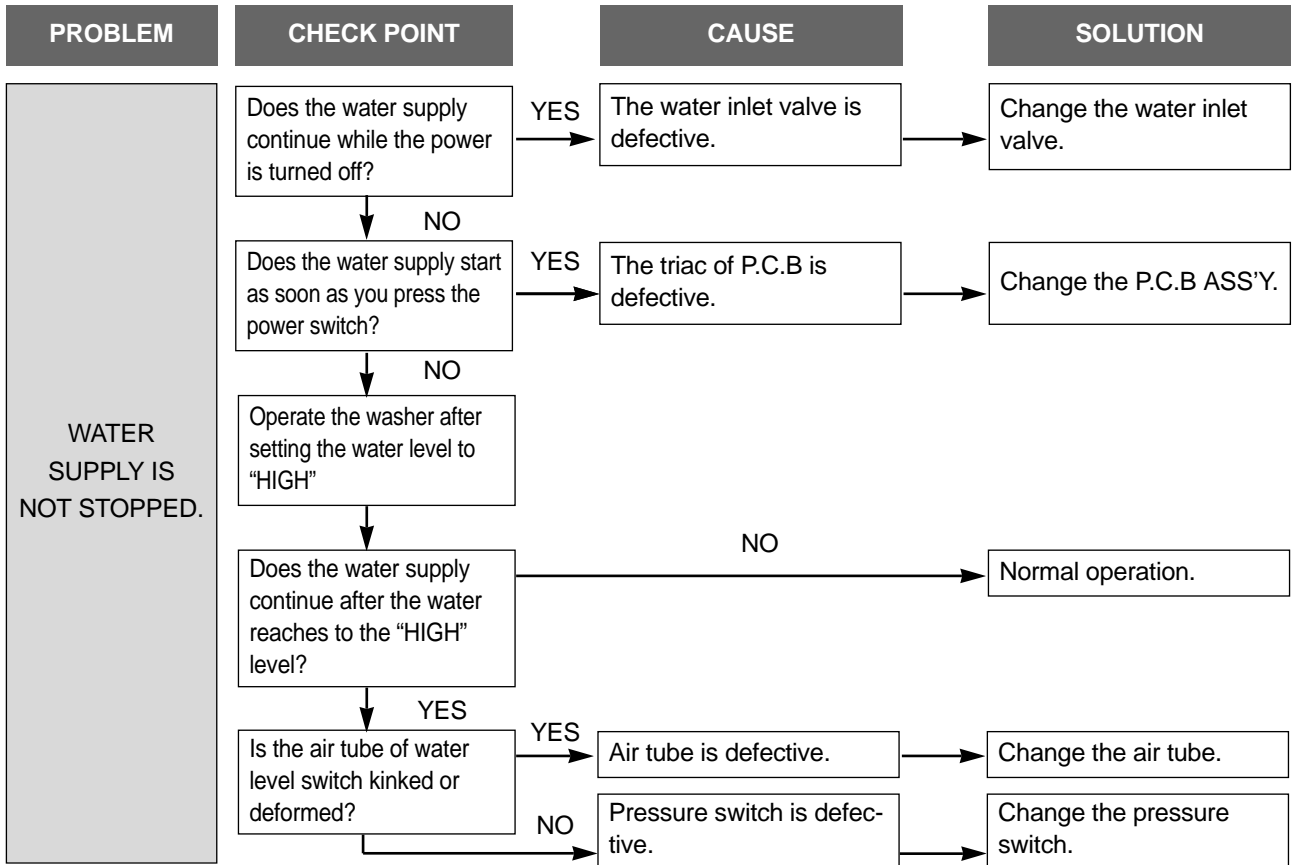 PROBLEM
CHECK POINT
CAUSE
SOLUTION
WATER
SUPPLY IS
NOT STOPPED.
Does the water supply
continue while the power
is turned off?
YES
The water inlet valve is
defective.
Change the water inlet
valve.
NO
Does the water supply start
as soon as you press the
power switch?
YES
The triac of P.C.B is
defective.
Change the P.C.B ASS’Y.
NO
Operate the washer after
setting the water level to
“HIGH”
Does the water supply
continue after the water
reaches to the “HIGH”
level?
NO
Normal operation.
YES
Is the air tube of water
level switch kinked or
deformed?
YES
Air tube is defective.
Change the air tube.
NO
Pressure switch is defec-
tive.
Change the pressure
switch.